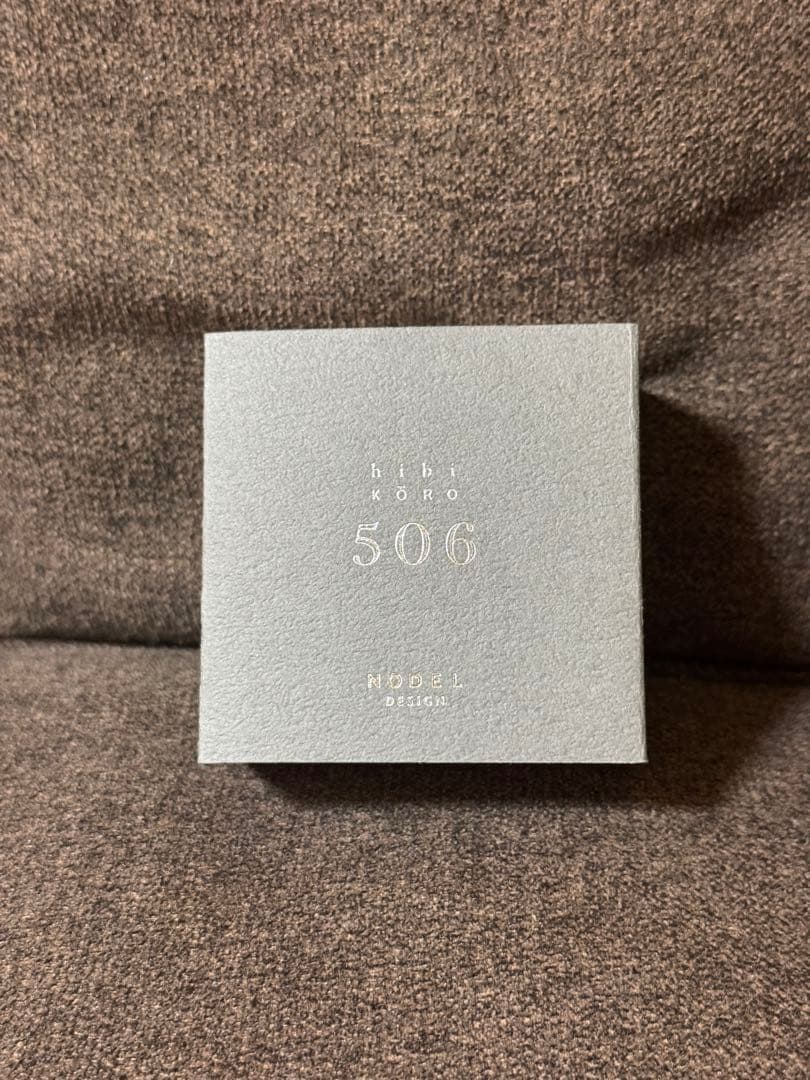 hibi
KŌRO
506
NODEL
DESIGN